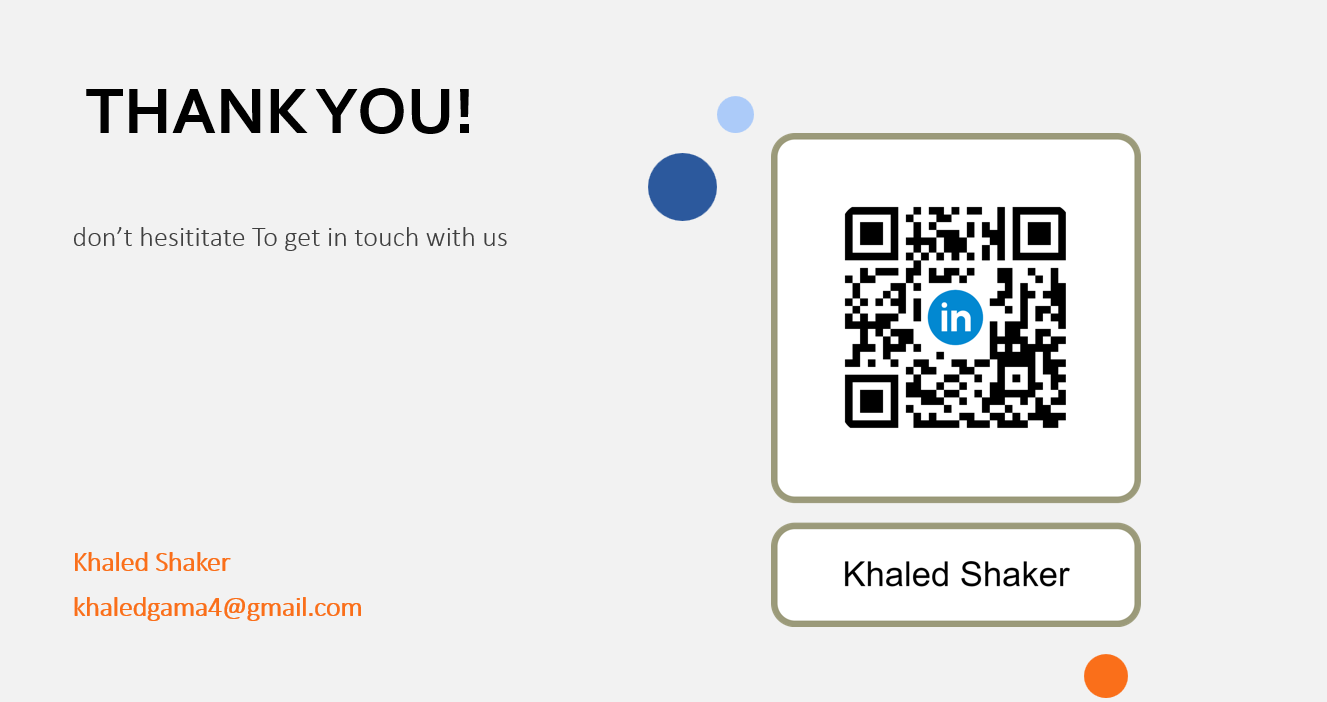 THANK YOU!
don’t hesititate To get in touch with us
in
Khaled Shaker
Khaled Shaker
khaledgama4@gmail.com